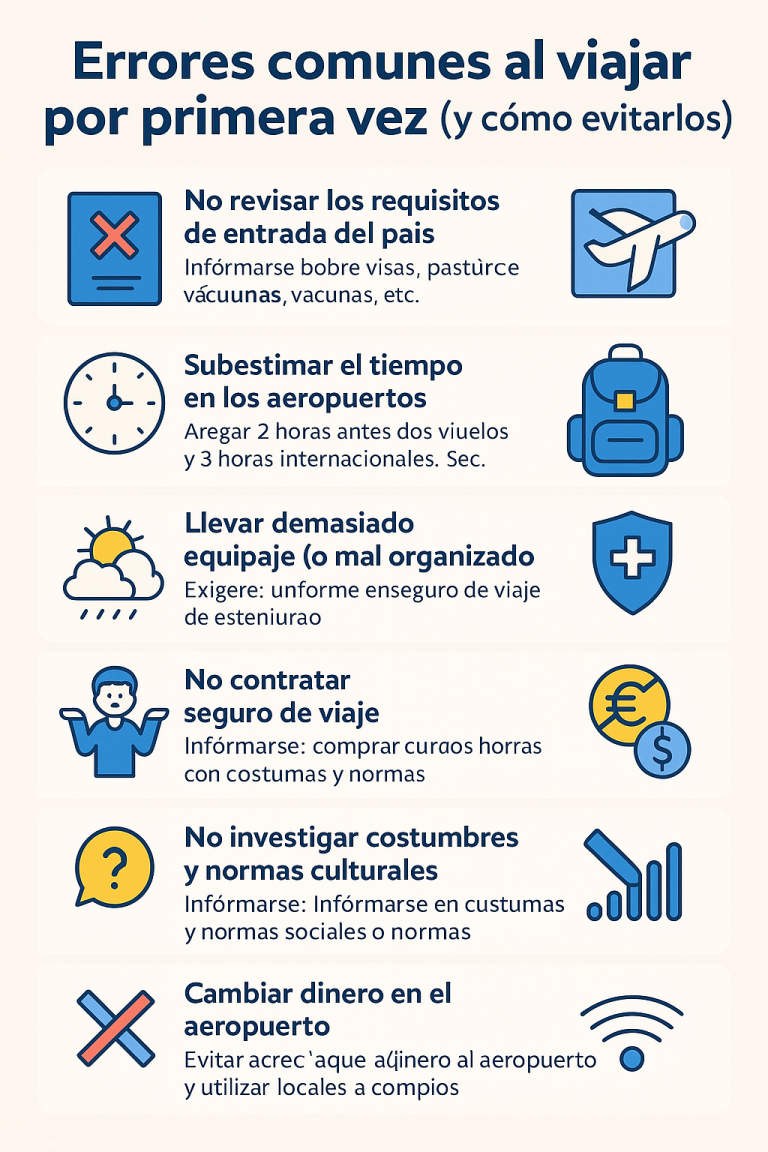 Errores comunes al viajar
por primera vez (y cómo evitarlos)
No revisar los requisitos
de entrada del pais
Infórmarse bobre visas, pastùrce
vácuunas, vacunas, etc.
Subestimar el tiempo
en los aeropuertos
Aregar 2 horas antes dos viuelos
y 3 horas internacionales. Sec.
Llevar demasiado
equipaje (o mal organizado
Exigere: unforme enseguro de viaje
de esteniurao
No contratar
seguro de viaje
Infórmarse: comprar curaos horras
con costumas y normas
No investigar costumbres
y normas culturales
Infórmarse: Infórmarse en custumas
y normas sociales o normas
Cambiar dinero en el
aeropuerto
Evitar al aeropuerto
y utilizar locales a compios
€
$
?